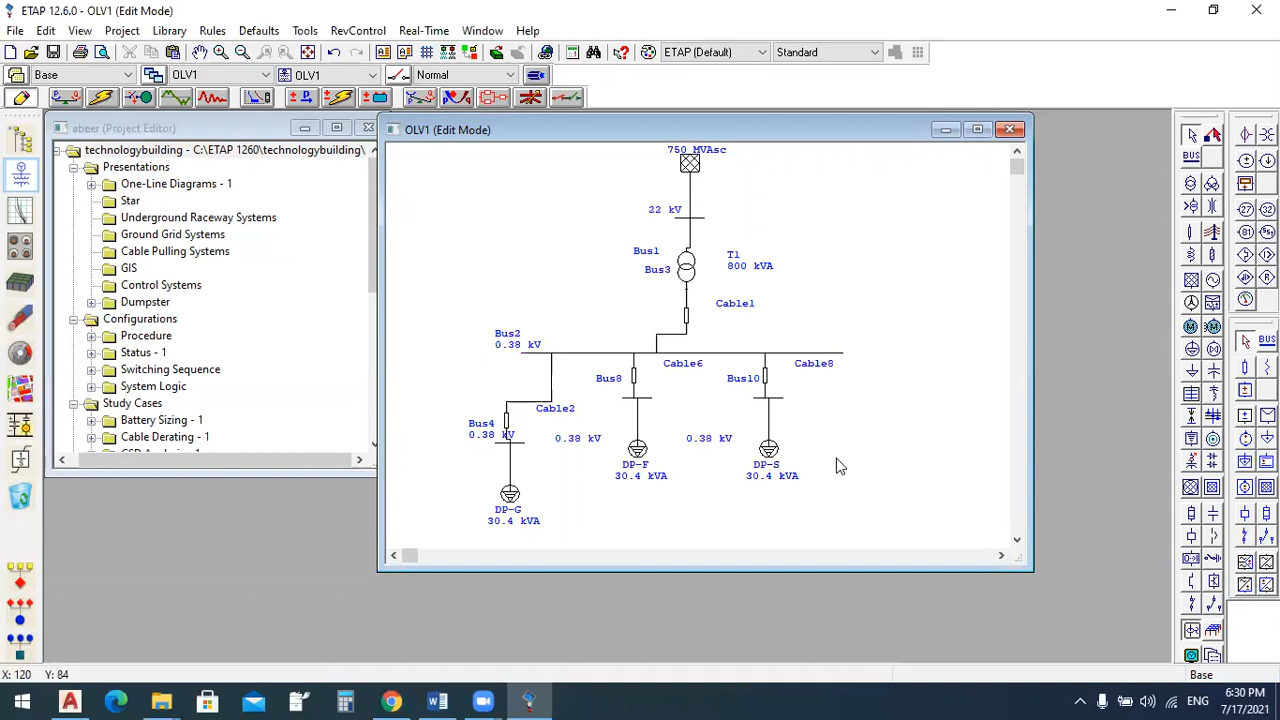 ETAP 12.6.0 - OLV1 (Edit Mode)
File Edit View Project Library Rules Defaults Tools RevControl Real-Time Window Help
ETAP (Default) Standard
Base OLV1 OLV1 Normal
abeer (Project Editor)
technologybuilding - C:\ETAP 1260\technologybuilding\
Presentations
One-Line Diagrams - 1
Star
Underground Raceway Systems
Ground Grid Systems
Cable Pulling Systems
GIS
Control Systems
Dumpster
Configurations
Procedure
Status - 1
Switching Sequence
System Logic
Study Cases
Battery Sizing - 1
Cable Derating - 1
OLV1 (Edit Mode)
750 MVAsc
22 kV
Bus1
T1
Bus3
800 kVA
Cable1
Bus2
0.38 kV
Cable6
Cable8
Bus8
Bus10
Cable2
Bus4
0.38 kV
0.38 kV
0.38 kV
DP-F
30.4 kVA
DP-S
30.4 kVA
DP-G
30.4 kVA
BUS
BUS
X: 120 Y: 84
Base
ENG
6:30 PM
7/17/2021